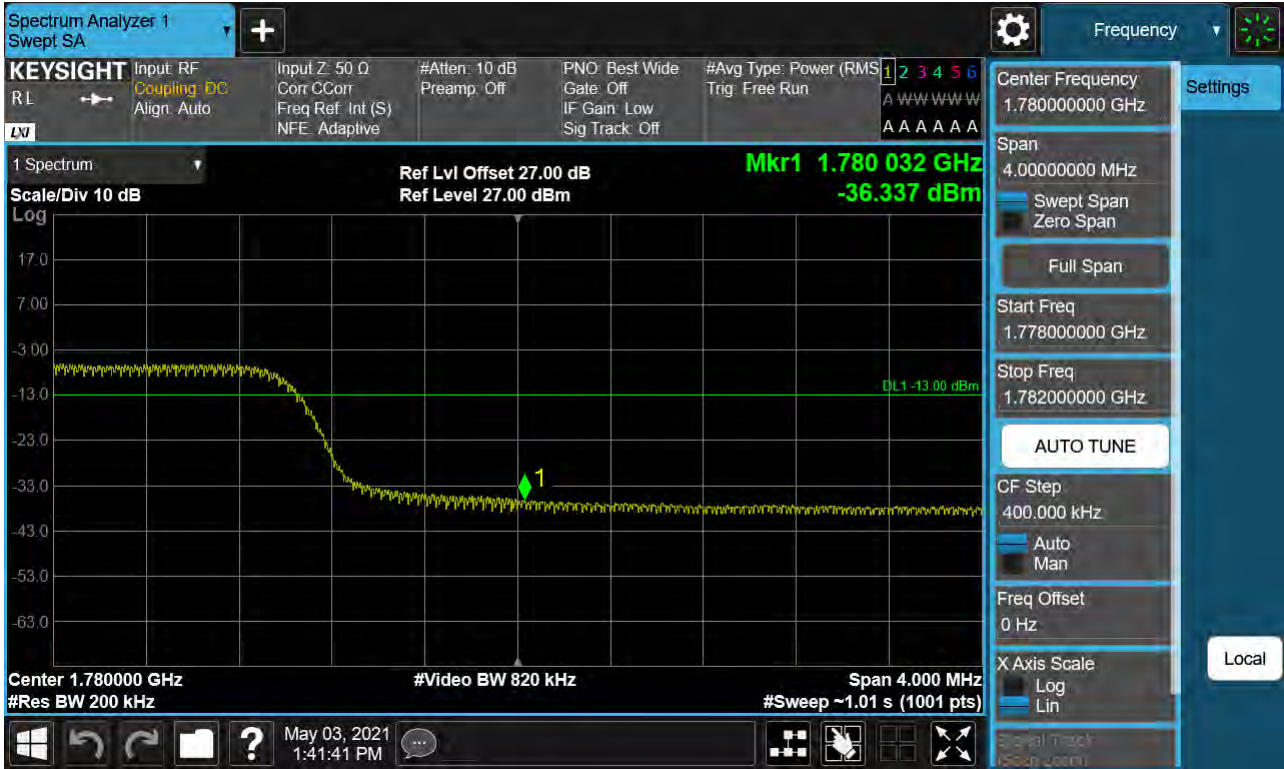 Spectrum Analyzer 1
Swept SA
Frequency
KEYSIGHT
R L
LXI
Input: RF
Coupling: DC
Align: Auto
Input Z: 50 Ω
Corr CCorr
Freq Ref: Int (S)
NFE: Adaptive
#Atten: 10 dB
Preamp: Off
PNO: Best Wide
Gate: Off
IF Gain: Low
Sig Track: Off
#Avg Type: Power (RMS
Trig: Free Run
1 2 3 4 5 6
A W W W W W
A A A A A A
1 Spectrum
Scale/Div 10 dB
Log
Ref Lvl Offset 27.00 dB
Ref Level 27.00 dBm
Mkr1 1.780 032 GHz
-36.337 dBm
17.0
7.00
-3.00
-13.0
-23.0
-33.0
-43.0
-53.0
-63.0
DL1 -13.00 dBm
1
Center 1.780000 GHz
#Res BW 200 kHz
#Video BW 820 kHz
Span 4.000 MHz
#Sweep ~1.01 s (1001 pts)
Center Frequency
1.780000000 GHz
Span
4.00000000 MHz
Swept Span
Zero Span
Full Span
Start Freq
1.778000000 GHz
Stop Freq
1.782000000 GHz
AUTO TUNE
CF Step
400.000 kHz
Auto
Man
Freq Offset
0 Hz
X Axis Scale
Log
Lin
Signal Track
(Span Zoom)
Settings
Local
May 03, 2021
1:41:41 PM